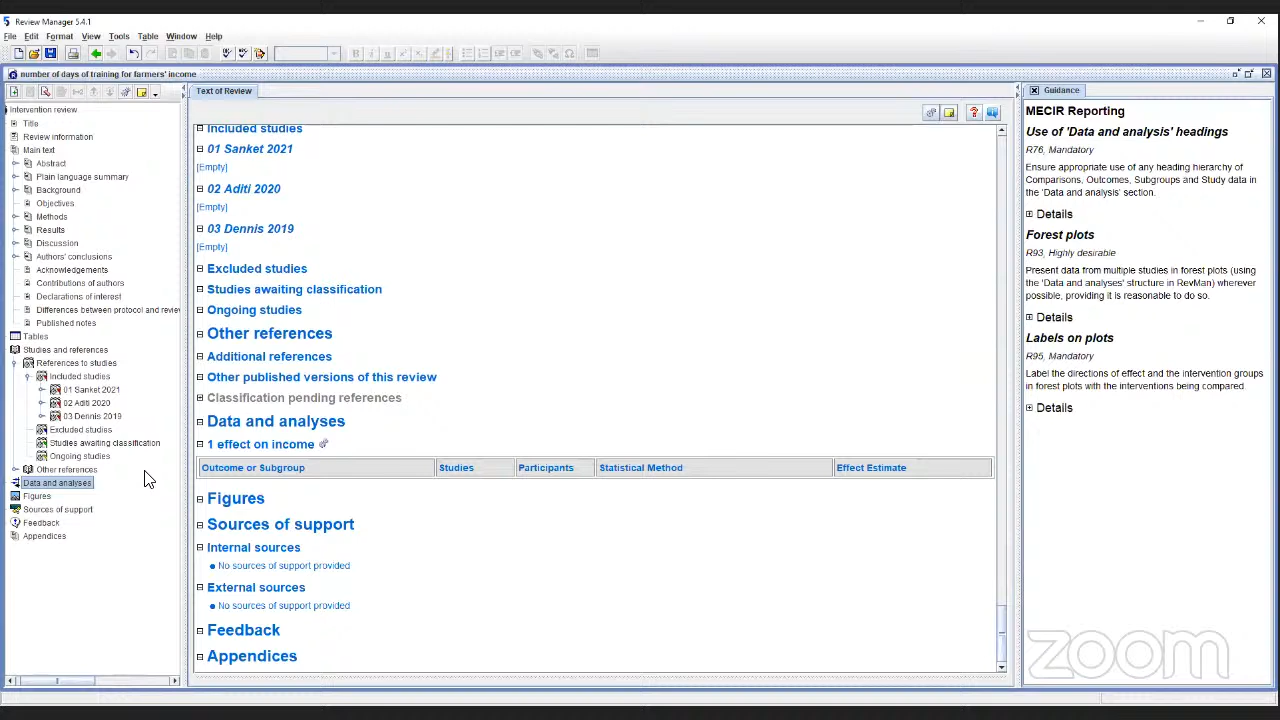 Review Manager 5.4.1
File Edit Format View Tools Table Window Help
number of days of training for farmers' income
Intervention review
Title
Review information
Main text
Abstract
Plain language summary
Background
Objectives
Methods
Results
Discussion
Authors' conclusions
Acknowledgements
Contributions of authors
Declarations of interest
Differences between protocol and review
Published notes
Tables
Studies and references
References to studies
Included studies
01 Sanket 2021
02 Aditi 2020
03 Dennis 2019
Excluded studies
Studies awaiting classification
Ongoing studies
Other references
Data and analyses
Figures
Sources of support
Feedback
Appendices
Text of Review
Included studies
01 Sanket 2021
[Empty]
02 Aditi 2020
[Empty]
03 Dennis 2019
[Empty]
Excluded studies
Studies awaiting classification
Ongoing studies
Other references
Additional references
Other published versions of this review
Classification pending references
Data and analyses
1 effect on income
Outcome or Subgroup Studies Participants Statistical Method Effect Estimate
Figures
Sources of support
Internal sources
No sources of support provided
External sources
No sources of support provided
Feedback
Appendices
Guidance
MECIR Reporting
Use of 'Data and analysis' headings
R76, Mandatory
Ensure appropriate use of any heading hierarchy of
Comparisons, Outcomes, Subgroups and Study data in
the 'Data and analysis' section.
Details
Forest plots
R93, Highly desirable
Present data from multiple studies in forest plots (using
the 'Data and analyses' structure in RevMan) wherever
possible, providing it is reasonable to do so.
Details
Labels on plots
R95, Mandatory
Label the directions of effect and the intervention groups
in forest plots with the interventions being compared.
Details
zoom